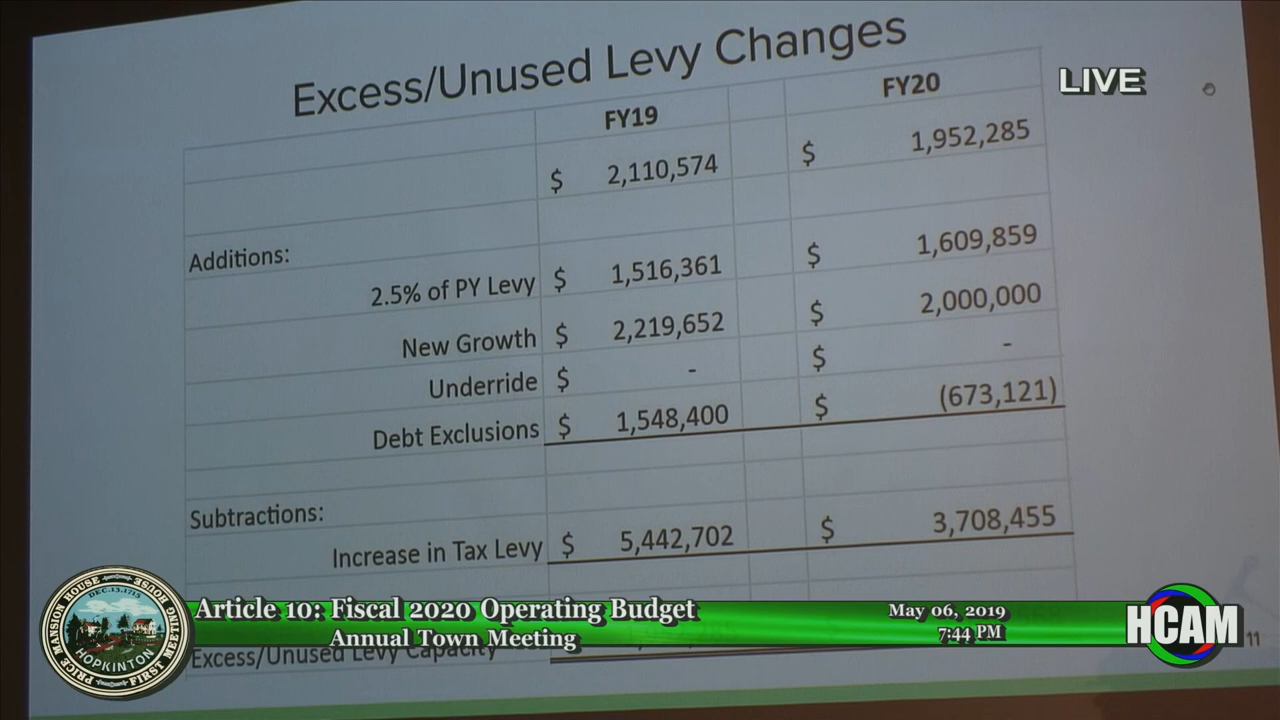 Excess/Unused Levy Changes
LIVE
FY19 FY20
$ 2,110,574 $ 1,952,285
Additions:
2.5% of PY Levy $ 1,516,361 $ 1,609,859
New Growth $ 2,219,652 $ 2,000,000
Underride $ - $ -
Debt Exclusions $ 1,548,400 $ (673,121)
Subtractions:
Increase in Tax Levy $ 5,442,702 $ 3,708,455
Article 10: Fiscal 2020 Operating Budget
Annual Town Meeting
May 06, 2019
7:44 PM
HCAM
11
Excess/Unused Levy Capacity
PRICE MANSION HOUSE
FIRST MEETING HOUSE
DEC. 13, 1715
HOPKINTON